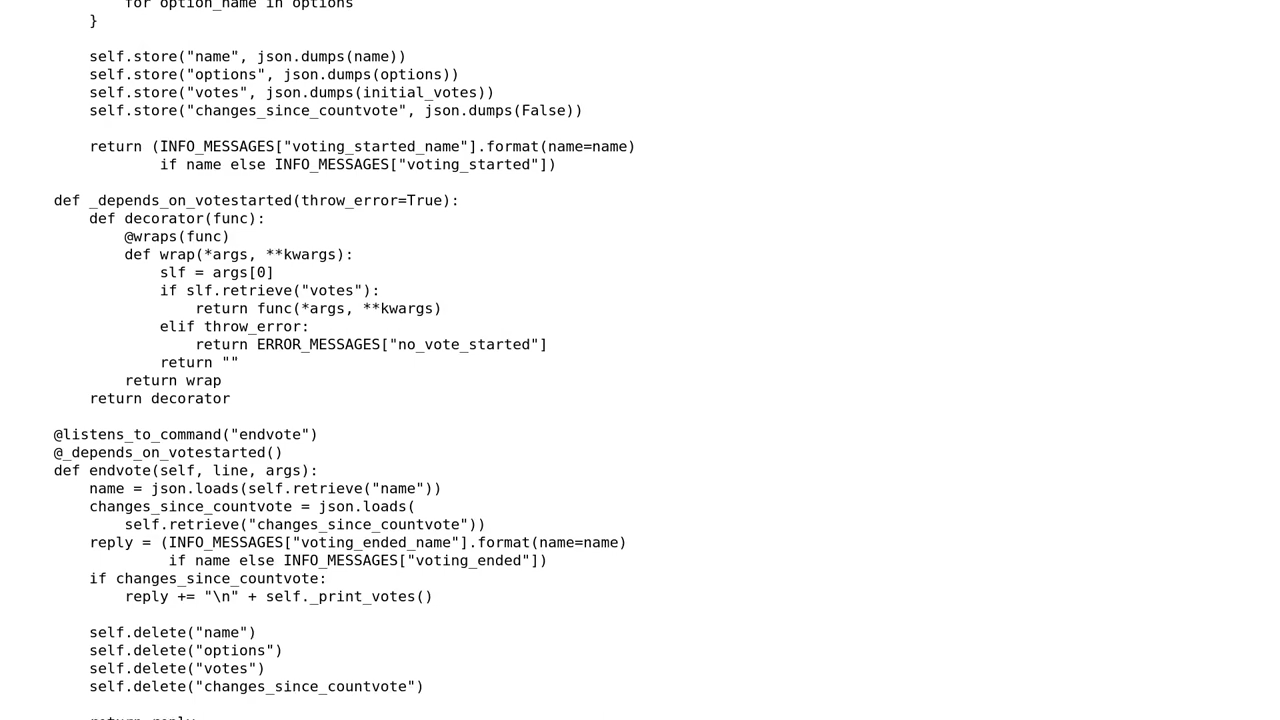 for option_name in options
        }

        self.store("name", json.dumps(name))
        self.store("options", json.dumps(options))
        self.store("votes", json.dumps(initial_votes))
        self.store("changes_since_countvote", json.dumps(False))

        return (INFO_MESSAGES["voting_started_name"].format(name=name)
                if name else INFO_MESSAGES["voting_started"])

    def _depends_on_votestarted(throw_error=True):
        def decorator(func):
            @wraps(func)
            def wrap(*args, **kwargs):
                slf = args[0]
                if slf.retrieve("votes"):
                    return func(*args, **kwargs)
                elif throw_error:
                    return ERROR_MESSAGES["no_vote_started"]
                return ""
            return wrap
        return decorator

    @listens_to_command("endvote")
    @_depends_on_votestarted()
    def endvote(self, line, args):
        name = json.loads(self.retrieve("name"))
        changes_since_countvote = json.loads(
            self.retrieve("changes_since_countvote"))
        reply = (INFO_MESSAGES["voting_ended_name"].format(name=name)
                 if name else INFO_MESSAGES["voting_ended"])
        if changes_since_countvote:
            reply += "\n" + self._print_votes()

        self.delete("name")
        self.delete("options")
        self.delete("votes")
        self.delete("changes_since_countvote")

        return reply